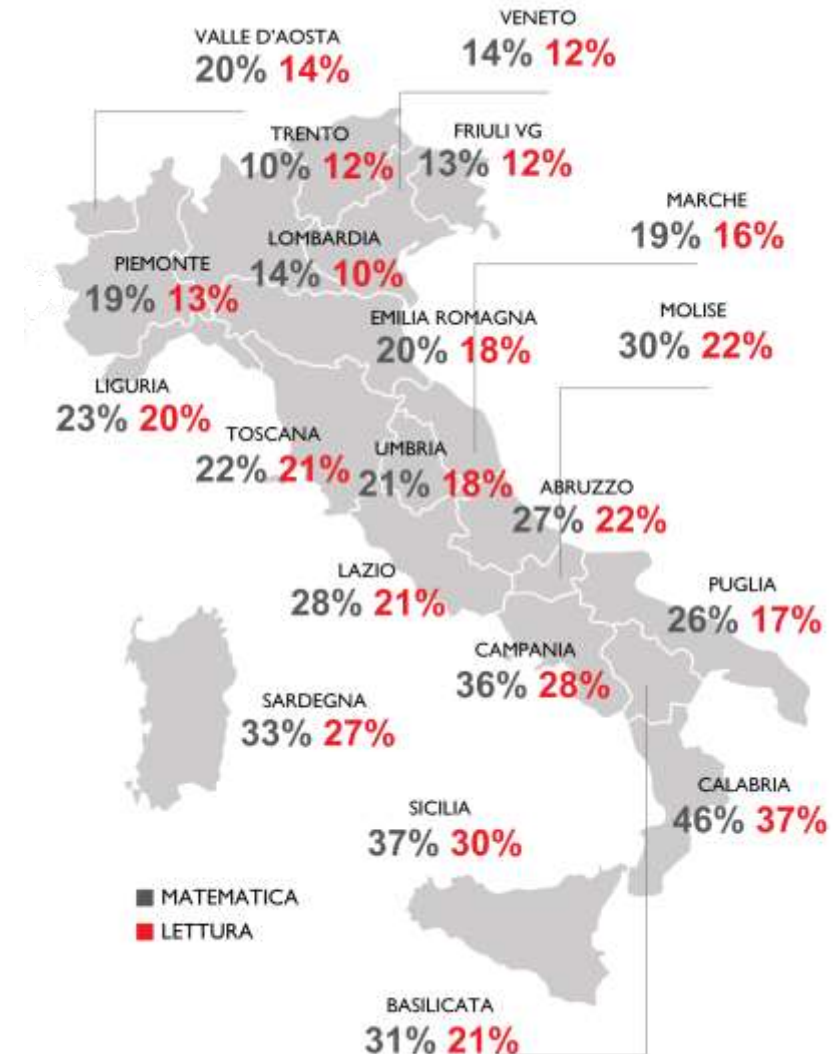 VENETO
14% 12%
VALLE D'AOSTA
20% 14%
TRENTO
10% 12%
FRIULI VG
13% 12%
MARCHE
19% 16%
LOMBARDIA
14% 10%
PIEMONTE
19% 13%
EMILIA ROMAGNA
20% 18%
MOLISE
30% 22%
LIGURIA
23% 20%
TOSCANA
22% 21%
UMBRIA
21% 18%
ABRUZZO
27% 22%
LAZIO
28% 21%
PUGLIA
26% 17%
CAMPANIA
36% 28%
SARDEGNA
33% 27%
CALABRIA
46% 37%
SICILIA
37% 30%
MATEMATICA
LETTURA
BASILICATA
31% 21%